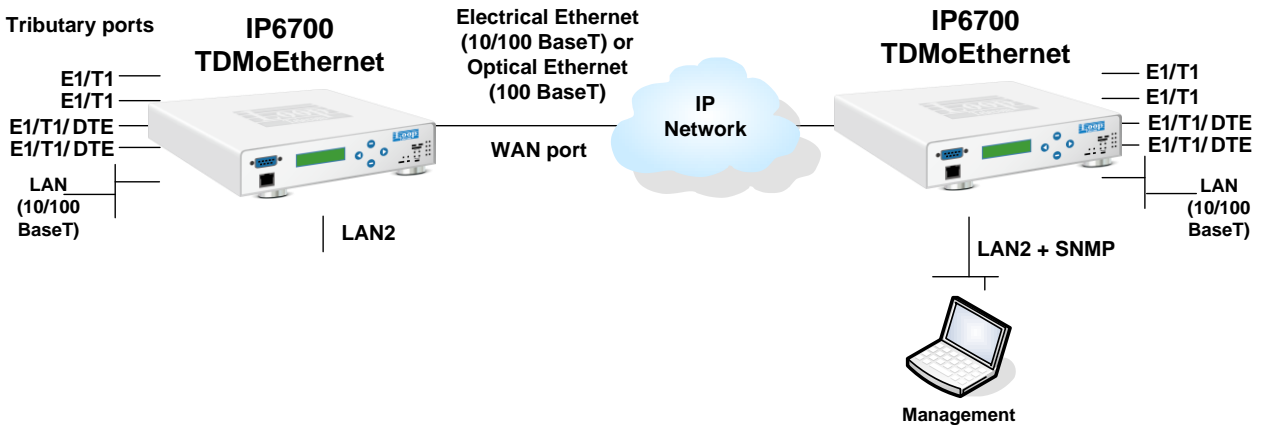 Tributary ports
IP6700
TDMoEthernet
E1/T1
E1/T1
E1/T1/ DTE
E1/T1/ DTE
LAN
(10/100
BaseT)
LAN2
Electrical Ethernet
(10/100 BaseT) or
Optical Ethernet
(100 BaseT)
WAN port
IP
Network
IP6700
TDMoEthernet
E1/T1
E1/T1
E1/T1/ DTE
E1/T1/ DTE
LAN
(10/100
BaseT)
LAN2 + SNMP
Management
Loop
Loop